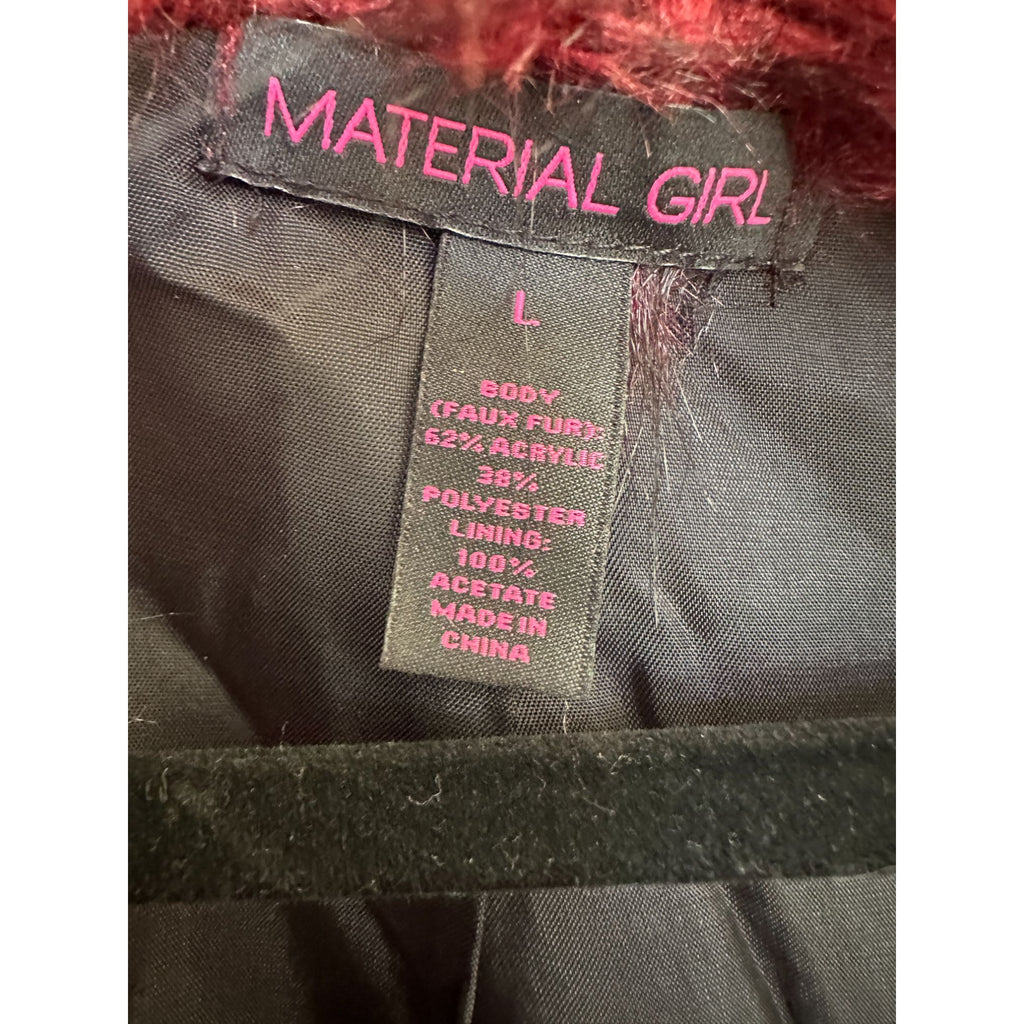 MATERIAL GIRL
L
BODY
(FAUX FUR):
62% ACRYLIC
38%
POLYESTER
LINING:
100%
ACETATE
MADE IN
CHINA